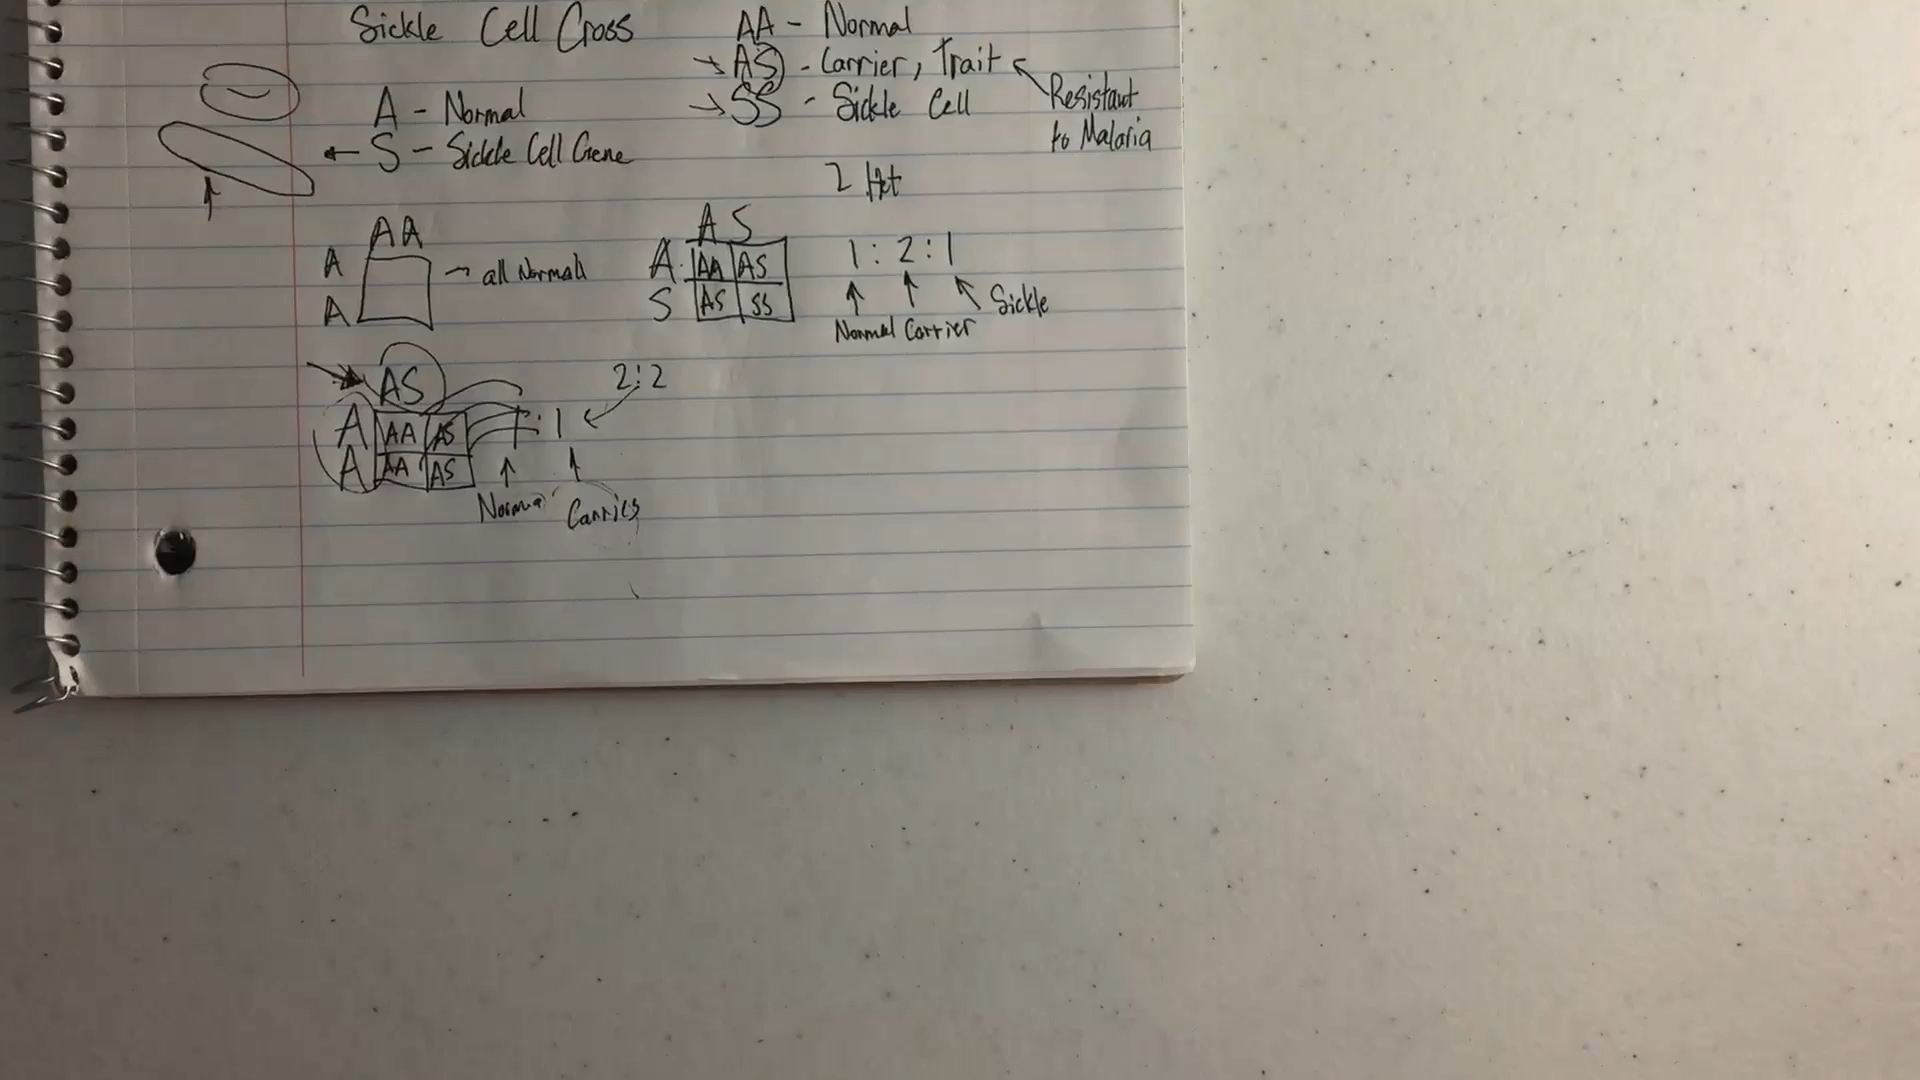 Sickle Cell Cross
AA - Normal
AS - Carrier, Trait
SS - Sickle Cell
Resistant
to Malaria
A - Normal
S - Sickle Cell Gene
2 Het
AA
A
A
all Normal
A S
A AA AS
S AS SS
1 : 2 : 1
Normal Carrier Sickle
AS
A AA AS
A AA AS
1 : 1
2:2
Normal